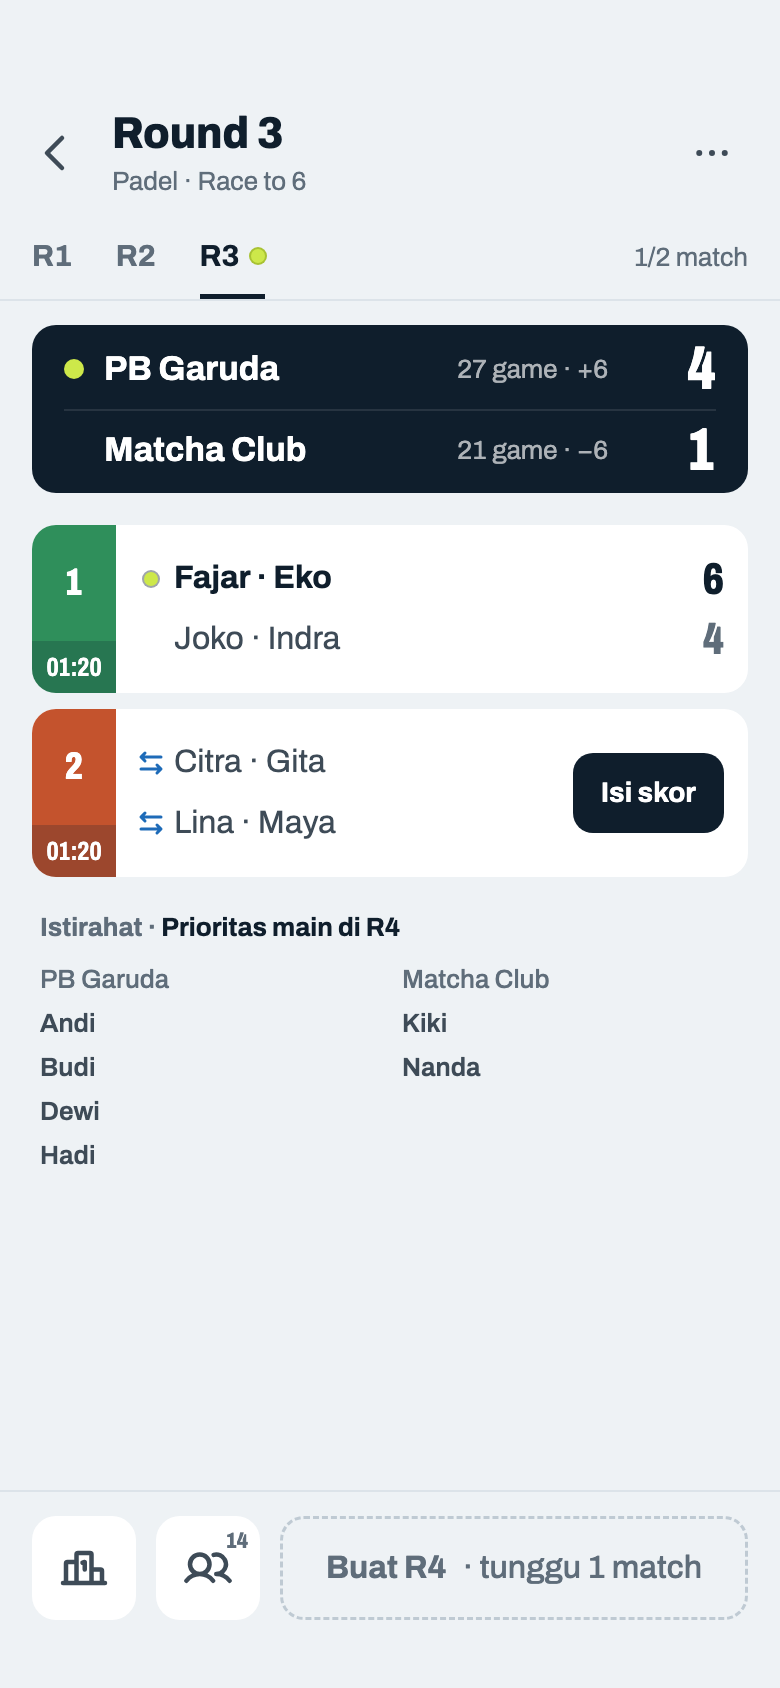 Round 3
Padel · Race to 6
R1 R2 R3 1/2 match
PB Garuda 27 game · +6 4
Matcha Club 21 game · −6 1
1 Fajar · Eko 6
Joko · Indra 4
01:20
2 Citra · Gita
Isi skor
Lina · Maya
01:20
Istirahat · Prioritas main di R4
PB Garuda Matcha Club
Andi Kiki
Budi Nanda
Dewi
Hadi
14
Buat R4 · tunggu 1 match